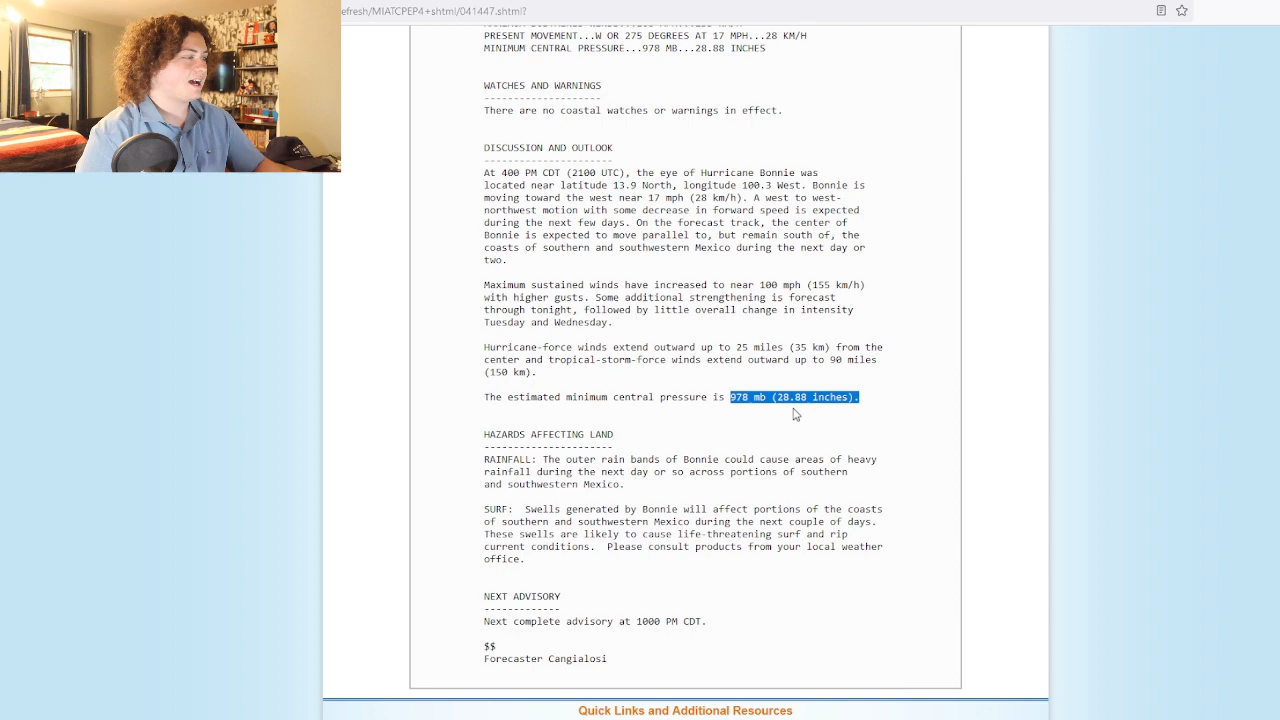 efresh/MIATCPEP4+shtml/041447.shtml?
PRESENT MOVEMENT...W OR 275 DEGREES AT 17 MPH...28 KM/H
MINIMUM CENTRAL PRESSURE...978 MB...28.88 INCHES
WATCHES AND WARNINGS
--------------------
There are no coastal watches or warnings in effect.
DISCUSSION AND OUTLOOK
----------------------
At 400 PM CDT (2100 UTC), the eye of Hurricane Bonnie was
located near latitude 13.9 North, longitude 100.3 West. Bonnie is
moving toward the west near 17 mph (28 km/h). A west to west-
northwest motion with some decrease in forward speed is expected
during the next few days. On the forecast track, the center of
Bonnie is expected to move parallel to, but remain south of, the
coasts of southern and southwestern Mexico during the next day or
two.
Maximum sustained winds have increased to near 100 mph (155 km/h)
with higher gusts. Some additional strengthening is forecast
through tonight, followed by little overall change in intensity
Tuesday and Wednesday.
Hurricane-force winds extend outward up to 25 miles (35 km) from the
center and tropical-storm-force winds extend outward up to 90 miles
(150 km).
The estimated minimum central pressure is 978 mb (28.88 inches).
HAZARDS AFFECTING LAND
----------------------
RAINFALL: The outer rain bands of Bonnie could cause areas of heavy
rainfall during the next day or so across portions of southern
and southwestern Mexico.
SURF:  Swells generated by Bonnie will affect portions of the coasts
of southern and southwestern Mexico during the next couple of days.
These swells are likely to cause life-threatening surf and rip
current conditions.  Please consult products from your local weather
office.
NEXT ADVISORY
-------------
Next complete advisory at 1000 PM CDT.
$$
Forecaster Cangialosi
Quick Links and Additional Resources